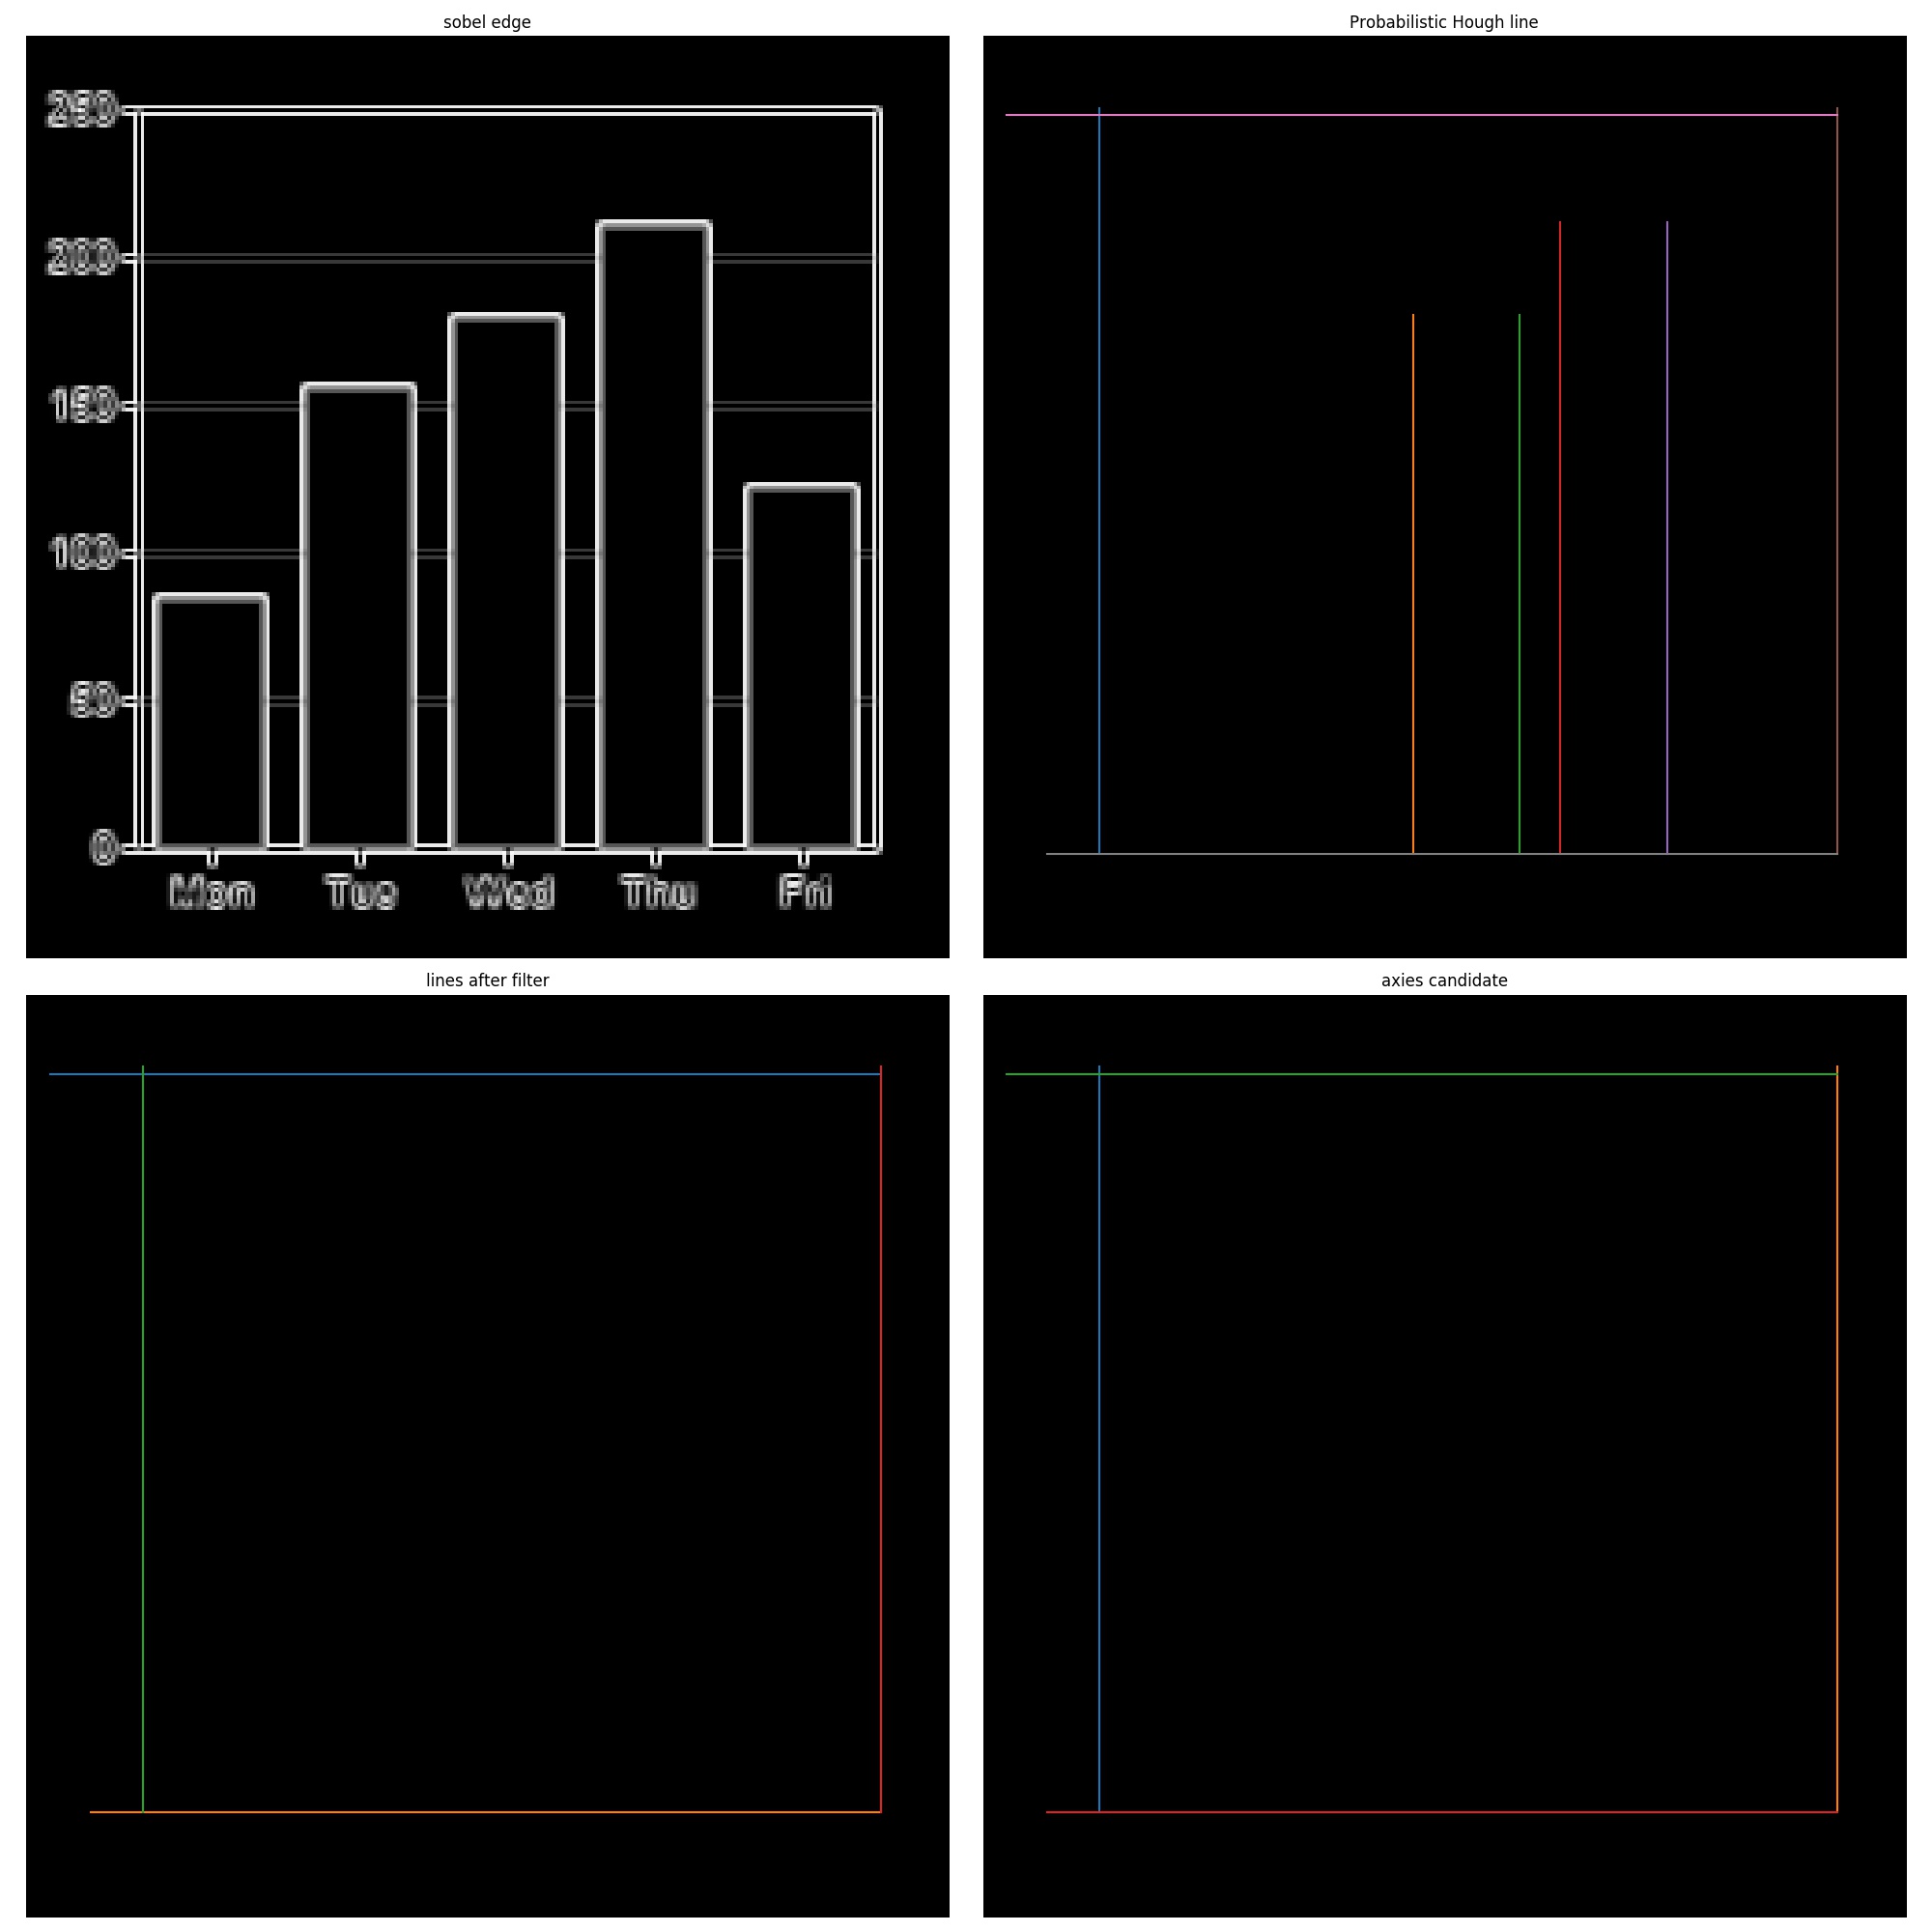 sobel edge
Probabilistic Hough line
250
200
150
100
50
0
Mon Tue Wed Thu Fri
lines after filter
axies candidate